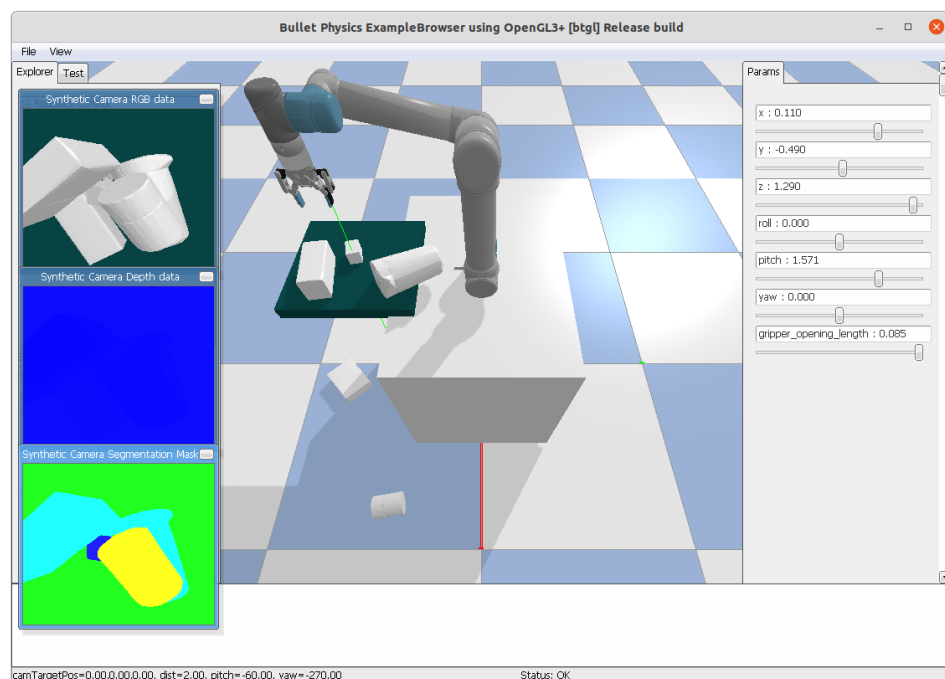 Bullet Physics ExampleBrowser using OpenGL3+ [btgl] Release build
File View
Explorer Test
Params
Synthetic Camera RGB data
x : 0.110
y : -0.490
z : 1.290
roll : 0.000
Synthetic Camera Depth data
pitch : 1.571
yaw : 0.000
gripper_opening_length : 0.085
Synthetic Camera Segmentation Mask
camTargetPos=0.00,0.00,0.00, dist=2.00, pitch=-60.00, yaw=-270.00
Status: OK